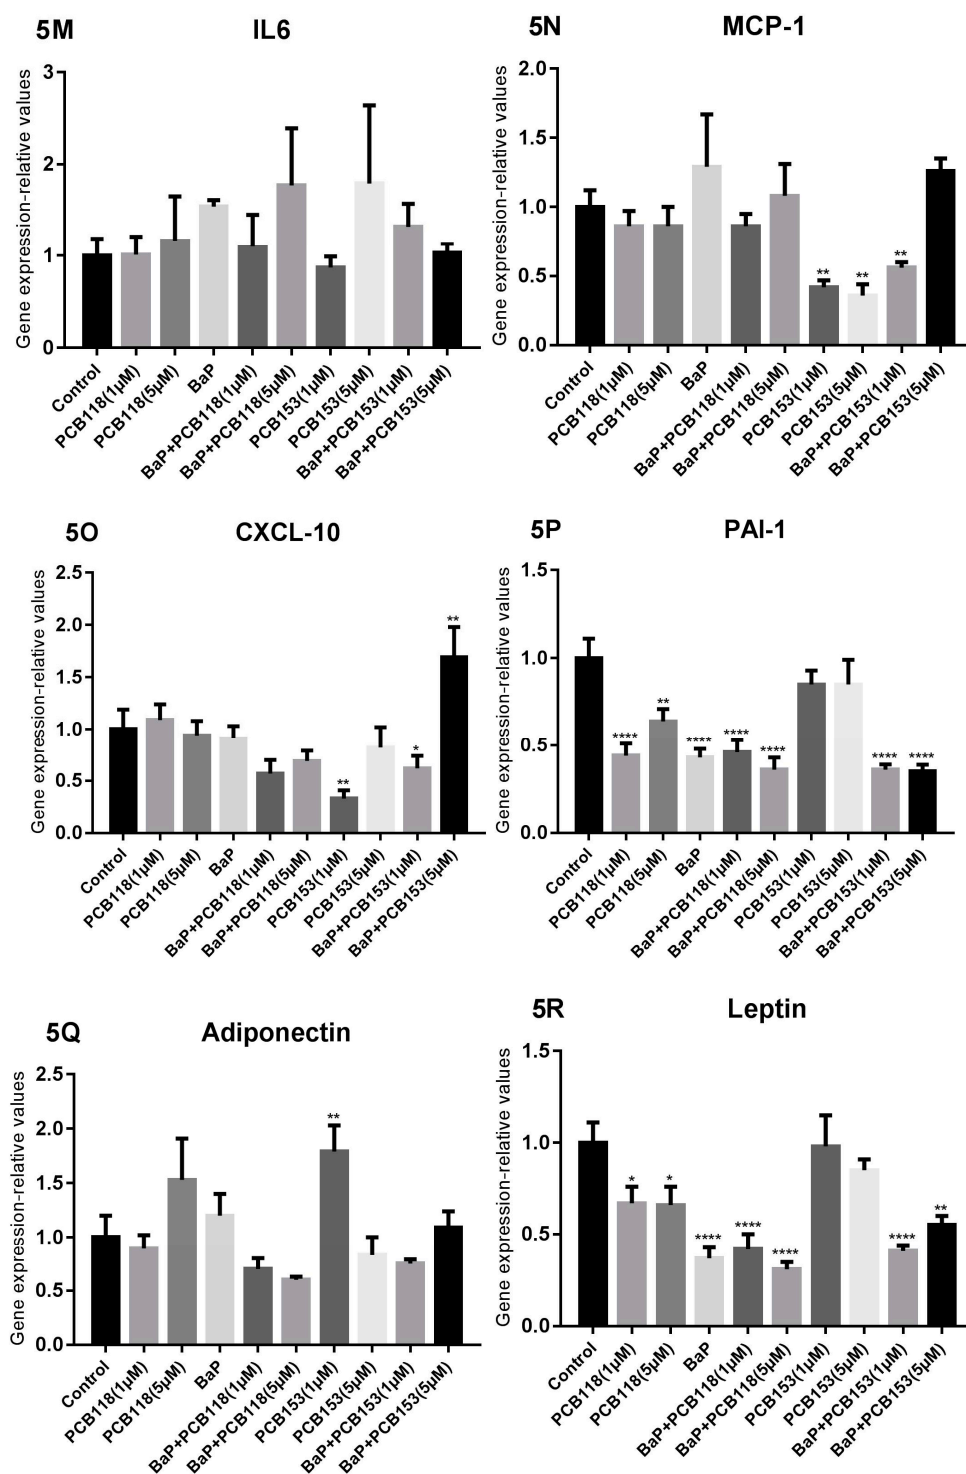 5M IL6
Gene expression-relative values
3
2
1
0
Control
PCB118(1μM)
PCB118(5μM)
BaP
BaP+PCB118(1μM)
BaP+PCB118(5μM)
PCB153(1μM)
PCB153(5μM)
BaP+PCB153(1μM)
BaP+PCB153(5μM)
5N MCP-1
Gene expression-relative values
2.0
1.5
1.0
0.5
0.0
** ** **
Control
PCB118(1μM)
PCB118(5μM)
BaP
BaP+PCB118(1μM)
BaP+PCB118(5μM)
PCB153(1μM)
PCB153(5μM)
BaP+PCB153(1μM)
BaP+PCB153(5μM)
5O CXCL-10
Gene expression-relative values
2.5
2.0
1.5
1.0
0.5
0.0
** * **
Control
PCB118(1μM)
PCB118(5μM)
BaP
BaP+PCB118(1μM)
BaP+PCB118(5μM)
PCB153(1μM)
PCB153(5μM)
BaP+PCB153(1μM)
BaP+PCB153(5μM)
5P PAI-1
Gene expression-relative values
1.5
1.0
0.5
0.0
**** ** **** **** **** **** ****
Control
PCB118(1μM)
PCB118(5μM)
BaP
BaP+PCB118(1μM)
BaP+PCB118(5μM)
PCB153(1μM)
PCB153(5μM)
BaP+PCB153(1μM)
BaP+PCB153(5μM)
5Q Adiponectin
Gene expression-relative values
2.5
2.0
1.5
1.0
0.5
0.0
**
Control
PCB118(1μM)
PCB118(5μM)
BaP
BaP+PCB118(1μM)
BaP+PCB118(5μM)
PCB153(1μM)
PCB153(5μM)
BaP+PCB153(1μM)
BaP+PCB153(5μM)
5R Leptin
Gene expression-relative values
1.5
1.0
0.5
0.0
* * **** **** **** **** **
Control
PCB118(1μM)
PCB118(5μM)
BaP
BaP+PCB118(1μM)
BaP+PCB118(5μM)
PCB153(1μM)
PCB153(5μM)
BaP+PCB153(1μM)
BaP+PCB153(5μM)